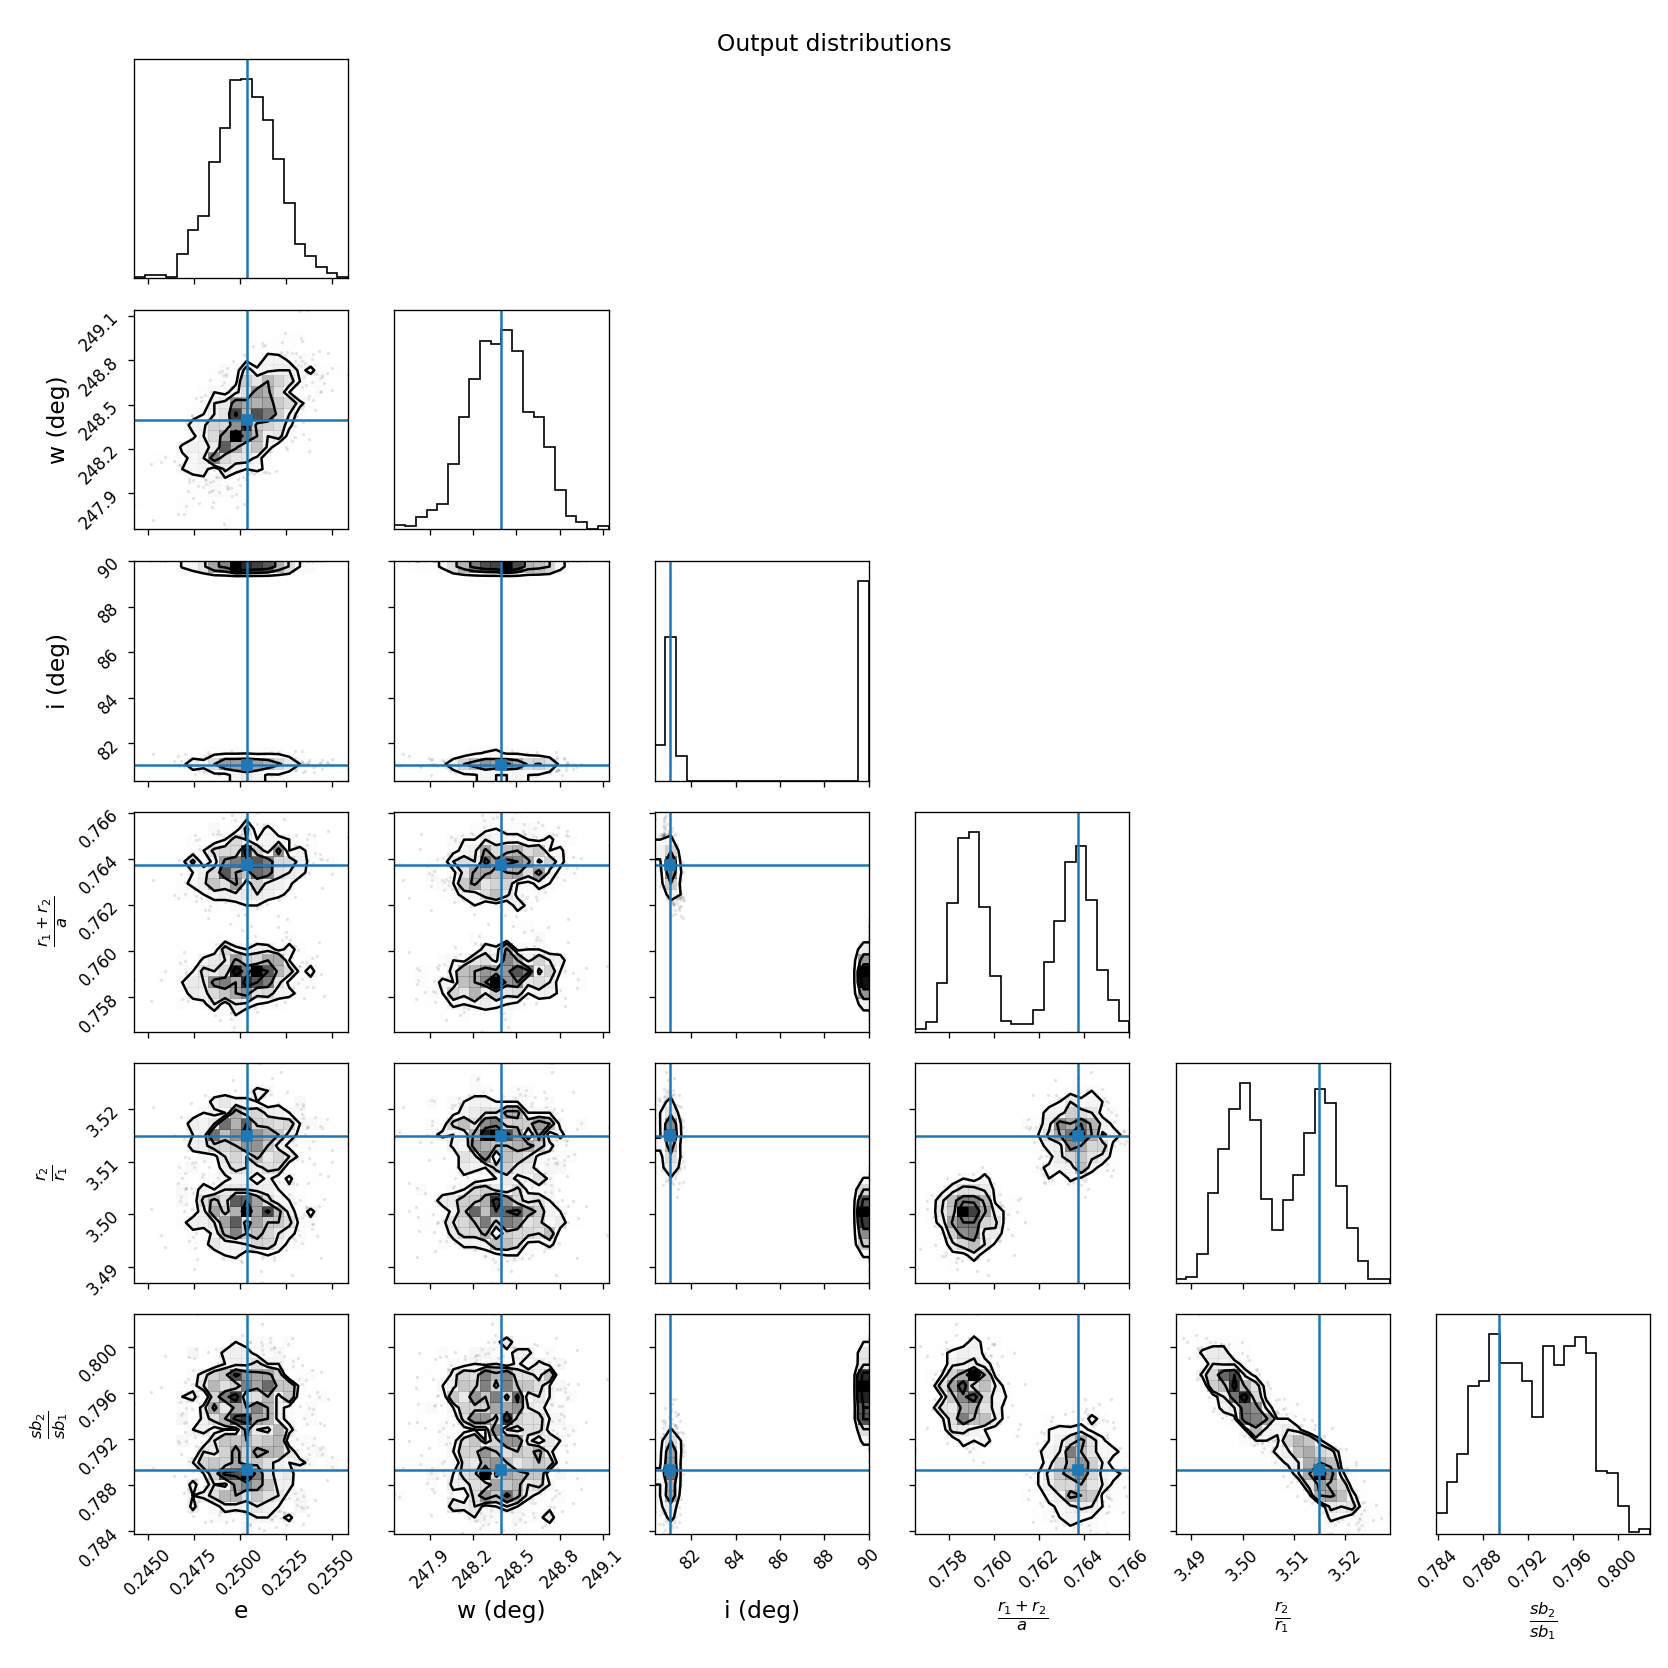 Output distributions
249.1
248.8
248.5
248.2
247.9
w (deg)
90
88
86
84
82
i (deg)
0.766
0.764
0.762
0.760
0.758
r₁ + r₂
a
3.52
3.51
3.50
3.49
r₂
r₁
0.800
0.796
0.792
0.788
0.784
sb₂
sb₁
0.2450 0.2475 0.2500 0.2525 0.2550
247.9 248.2 248.5 248.8 249.1
82 84 86 88 90
0.758 0.760 0.762 0.764 0.766
3.49 3.50 3.51 3.52
0.784 0.788 0.792 0.796 0.800
e
w (deg)
i (deg)
r₁ + r₂
a
r₂
r₁
sb₂
sb₁